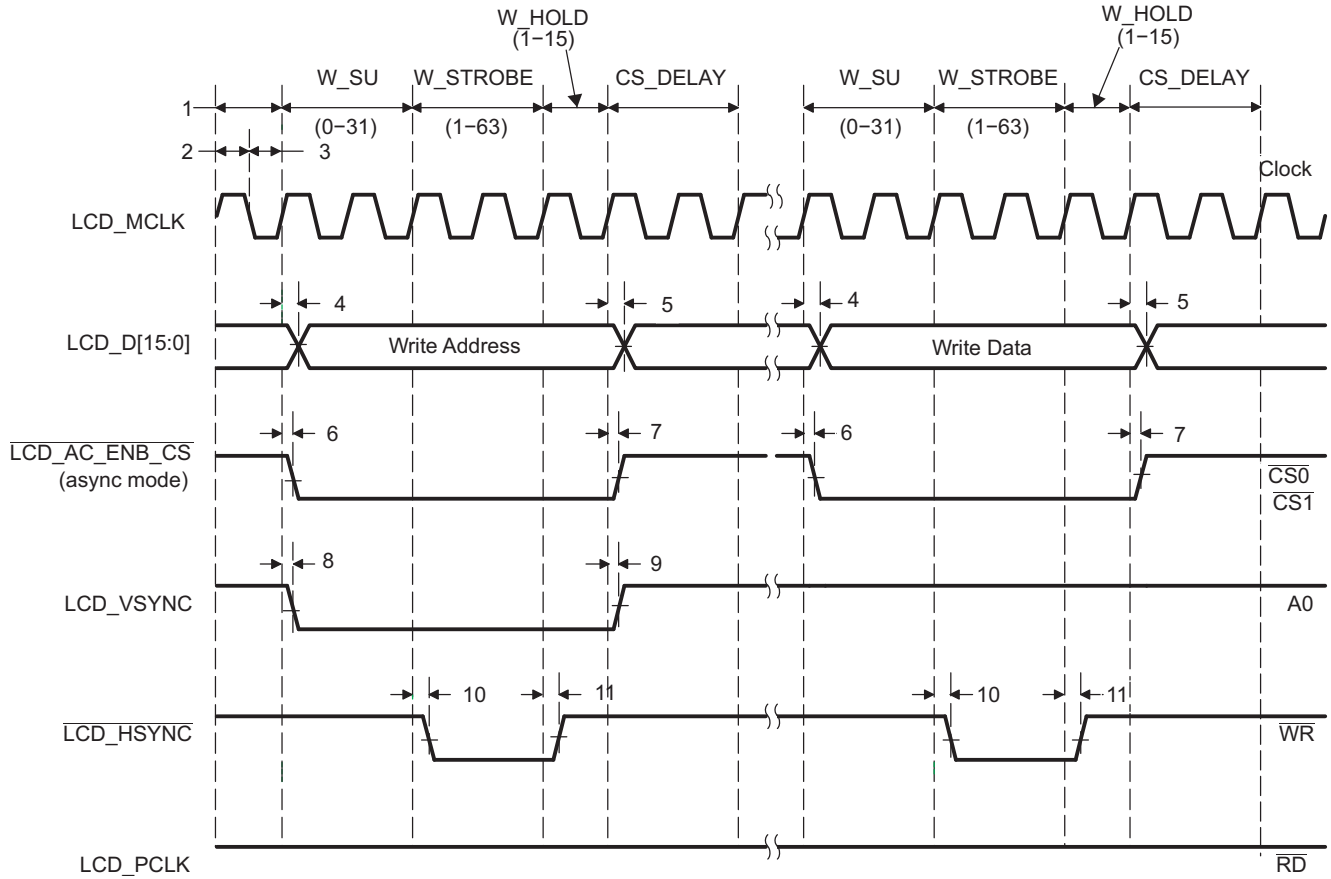 W_HOLD
(1−15)
W_HOLD
(1−15)
W_SU W_STROBE CS_DELAY W_SU W_STROBE CS_DELAY
1
(0−31) (1−63) (0−31) (1−63)
2 3
Clock
LCD_MCLK
4 5 4 5
LCD_D[15:0] Write Address Write Data
6 7 6 7
LCD_AC_ENB_CS
(async mode)
CS0
CS1
8 9
LCD_VSYNC A0
10 11 10 11
LCD_HSYNC WR
LCD_PCLK RD